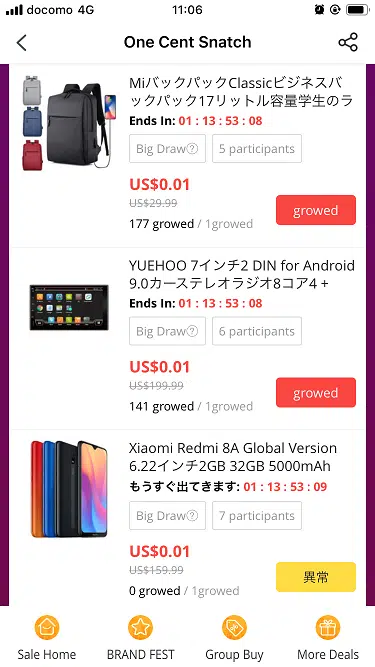 docomo 4G 11:06
One Cent Snatch
MiバックパックClassicビジネスバ
ックパック17リットル容量学生のラ
Ends In: 01 : 13 : 53 : 08
Big Draw? 5 participants
US$0.01
US$29.99
177 growed / 1growed
growed
YUEHOO 7インチ2 DIN for Android
9.0カーステレオラジオ8コア4 +
Ends In: 01 : 13 : 53 : 08
Big Draw? 6 participants
US$0.01
US$199.99
141 growed / 1growed
growed
Xiaomi Redmi 8A Global Version
6.22インチ2GB 32GB 5000mAh
もうすぐ出てきます: 01 : 13 : 53 : 09
Big Draw? 7 participants
US$0.01
US$159.99
0 growed / 1growed
異常
Sale Home BRAND FEST Group Buy More Deals